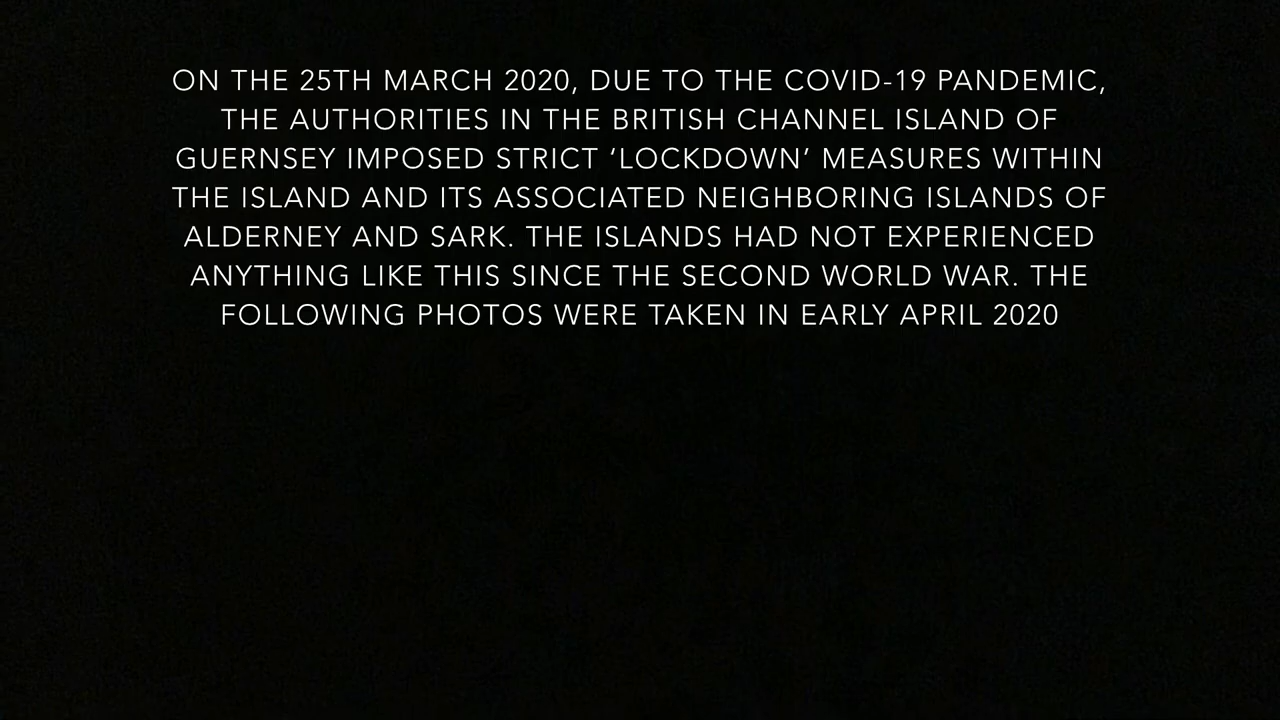 ON THE 25TH MARCH 2020, DUE TO THE COVID-19 PANDEMIC,
THE AUTHORITIES IN THE BRITISH CHANNEL ISLAND OF
GUERNSEY IMPOSED STRICT ‘LOCKDOWN’ MEASURES WITHIN
THE ISLAND AND ITS ASSOCIATED NEIGHBORING ISLANDS OF
ALDERNEY AND SARK. THE ISLANDS HAD NOT EXPERIENCED
ANYTHING LIKE THIS SINCE THE SECOND WORLD WAR. THE
FOLLOWING PHOTOS WERE TAKEN IN EARLY APRIL 2020